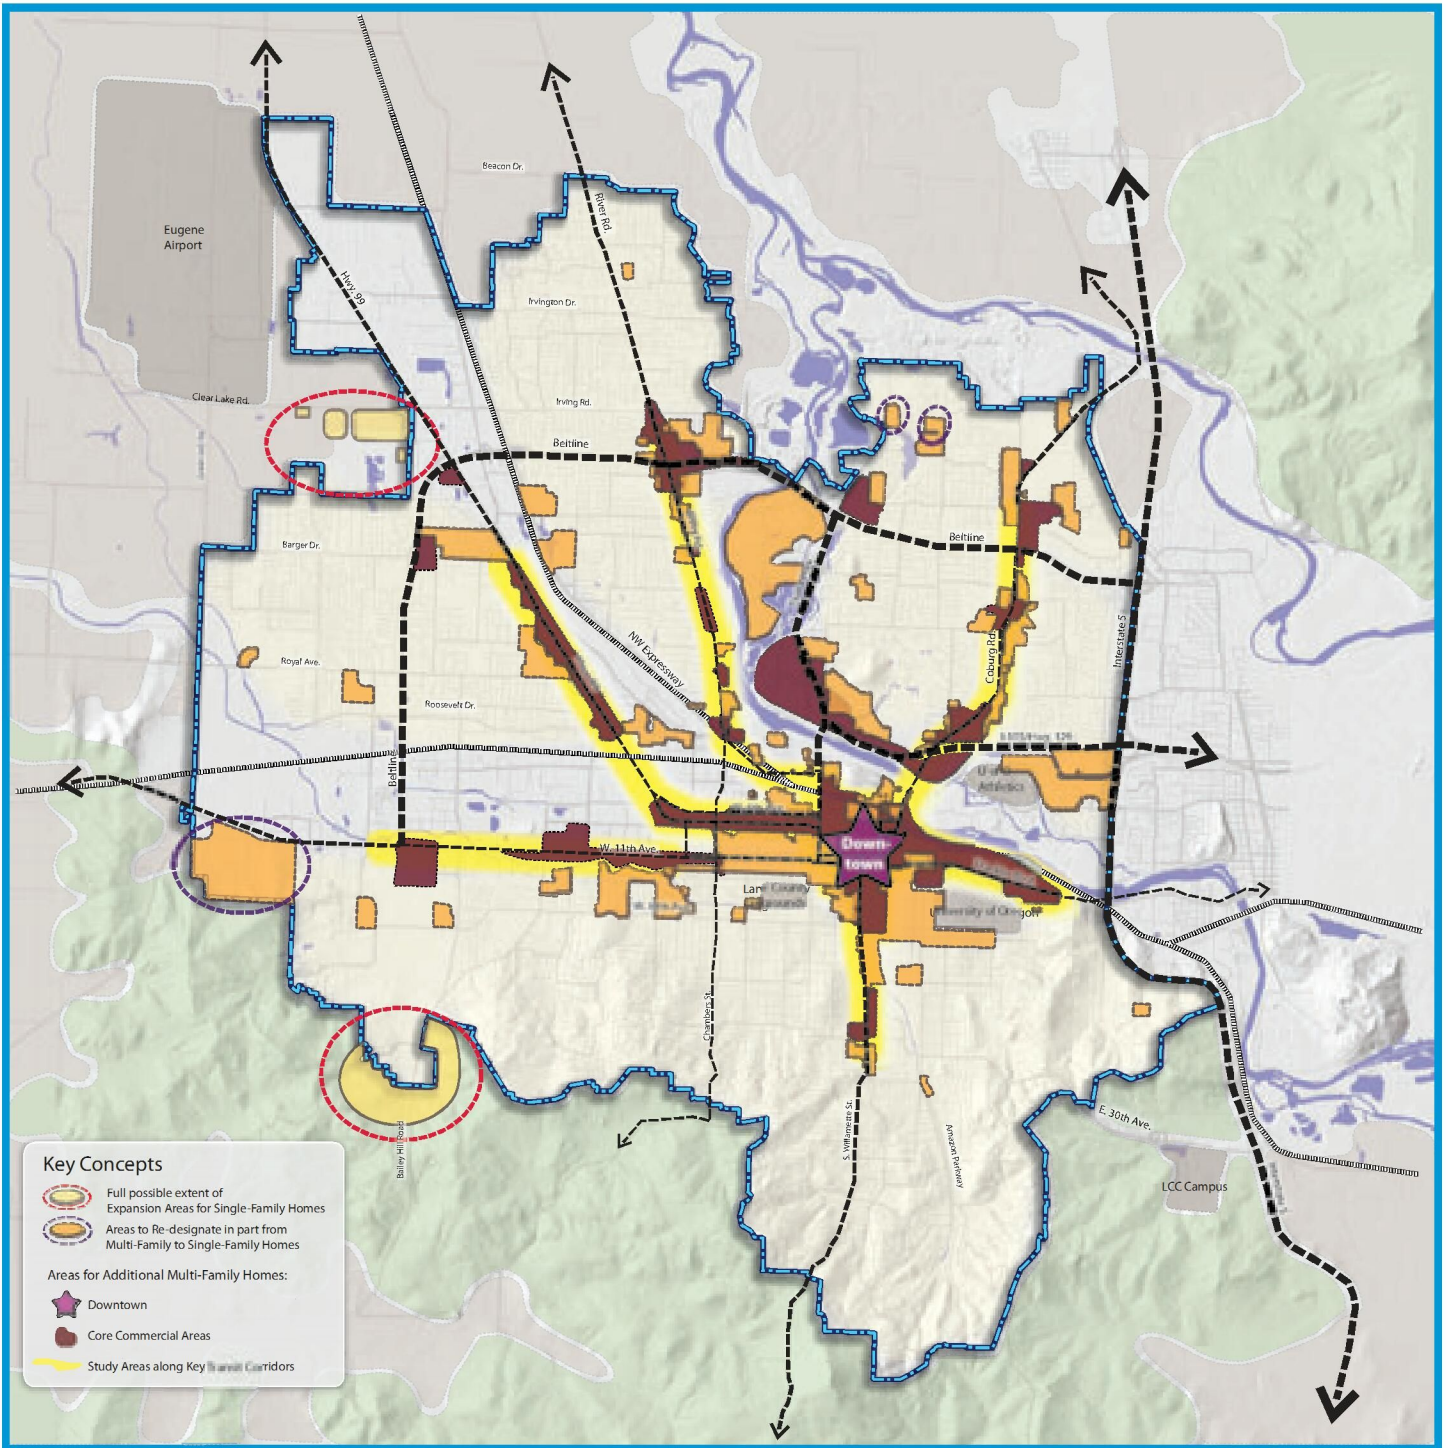 Beacon Dr.
River Rd.
Eugene
Airport
Hwy. 99
Irvington Dr.
Clear Lake Rd.
Irving Rd.
Beltline
Barger Dr.
Beltline
Interstate 5
NW Expressway
Coburg Rd.
Royal Ave.
Roosevelt Dr.
Beltline
Athletics
Down-
town
W. 11th Ave.
Lane County
University of Oregon
Chambers St.
S. Willamette St.
Amazon Parkway
E. 30th Ave.
LCC Campus
Bailey Hill Road
Key Concepts
Full possible extent of
Expansion Areas for Single-Family Homes
Areas to Re-designate in part from
Multi-Family to Single-Family Homes
Areas for Additional Multi-Family Homes:
Downtown
Core Commercial Areas
Study Areas along Key